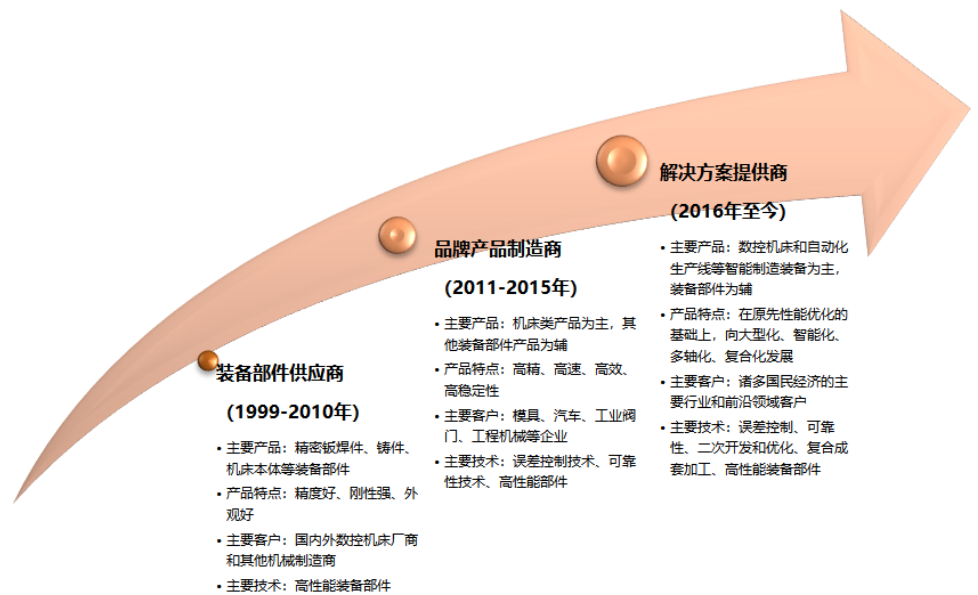 装备部件供应商
(1999-2010年)
• 主要产品：精密钣焊件、铸件、
机床本体等装备部件
• 产品特点：精度好、刚性强、外
观好
• 主要客户：国内外数控机床厂商
和其他机械制造商
• 主要技术：高性能装备部件
品牌产品制造商
(2011-2015年)
• 主要产品：机床类产品为主，其
他装备部件产品为辅
• 产品特点：高精、高速、高效、
高稳定性
• 主要客户：模具、汽车、工业阀
门、工程机械等企业
• 主要技术：误差控制技术、可靠
性技术、高性能部件
解决方案提供商
(2016年至今)
• 主要产品：数控机床和自动化
生产线等智能制造装备为主，
装备部件为辅
• 产品特点：在原先性能优化的
基础上，向大型化、智能化、
多轴化、复合化发展
• 主要客户：诸多国民经济的主
要行业和前沿领域客户
• 主要技术：误差控制、可靠
性、二次开发和优化、复合成
套加工、高性能装备部件